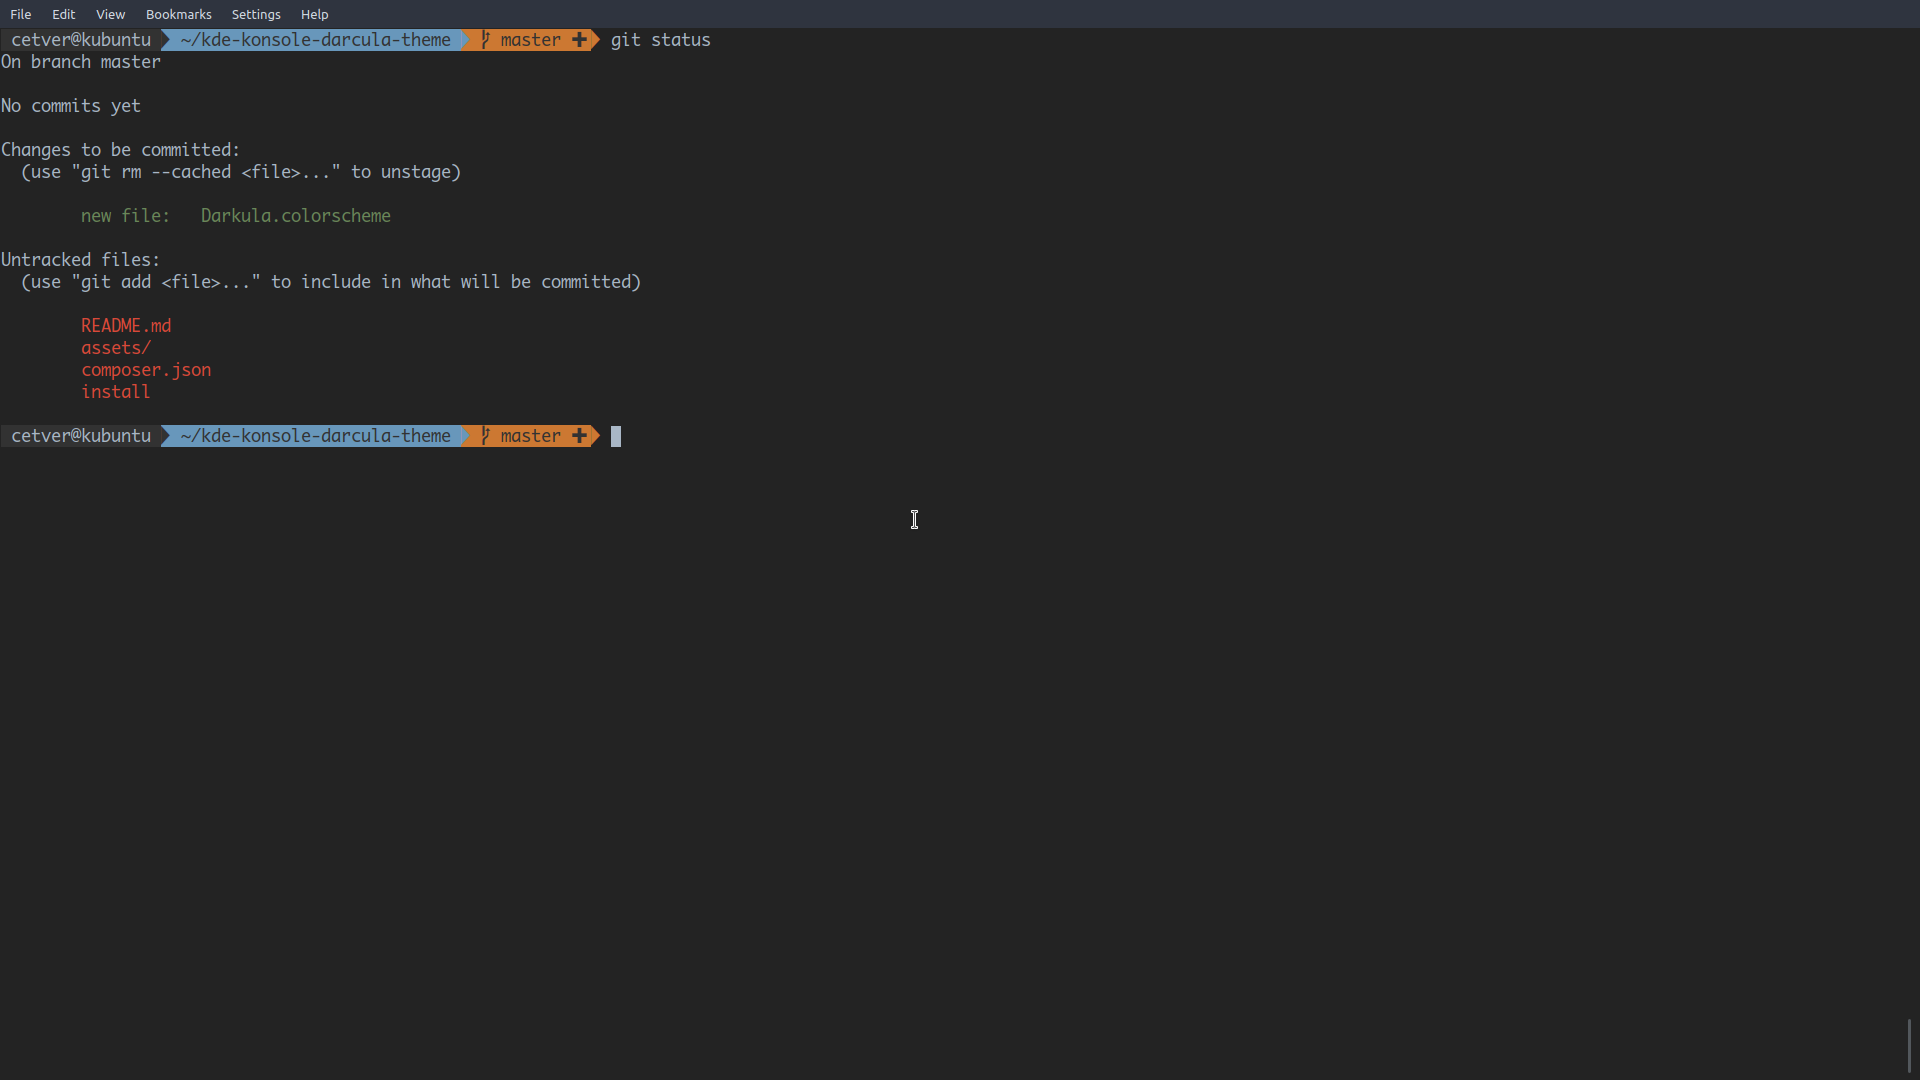 File Edit View Bookmarks Settings Help
cetver@kubuntu ~/kde-konsole-darcula-theme master ✚ git status
On branch master
No commits yet
Changes to be committed:
(use "git rm --cached <file>..." to unstage)
new file: Darkula.colorscheme
Untracked files:
(use "git add <file>..." to include in what will be committed)
README.md
assets/
composer.json
install
cetver@kubuntu ~/kde-konsole-darcula-theme master ✚